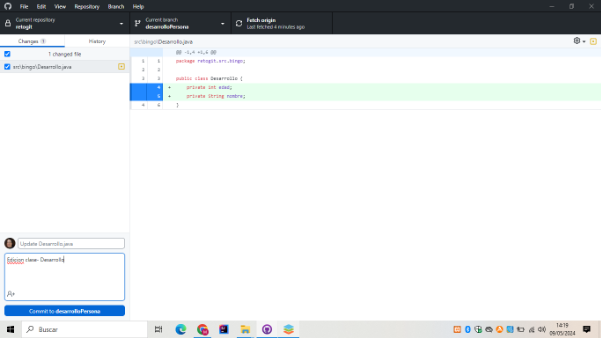 File Edit View Repository Branch Help
Current repository
retogit
Current branch
desarrolloPersona
Fetch origin
Last fetched 4 minutes ago
Changes 1
History
src\bingo\Desarrollo.java
1 changed file
@@ -1,4 +1,6 @@
src\bingo\Desarrollo.java
1 1 package retogit.src.bingo;
2 2
3 3 public class Desarrollo {
4 + private int edad;
5 + private String nombre;
4 6 }
Update Desarrollo.java
Edicion clase- Desarrollo
Commit to desarrolloPersona
Buscar
14:19
09/05/2024